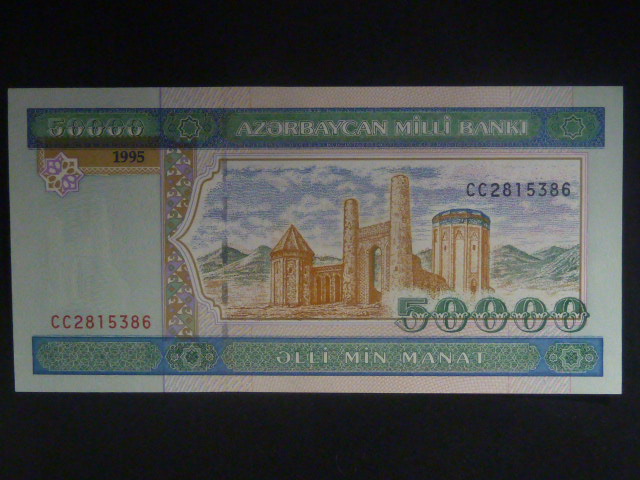 50000 AZƏRBAYCAN MİLLİ BANKI
1995
CC2815386
50000
CC2815386
ƏLLİ MİN MANAT